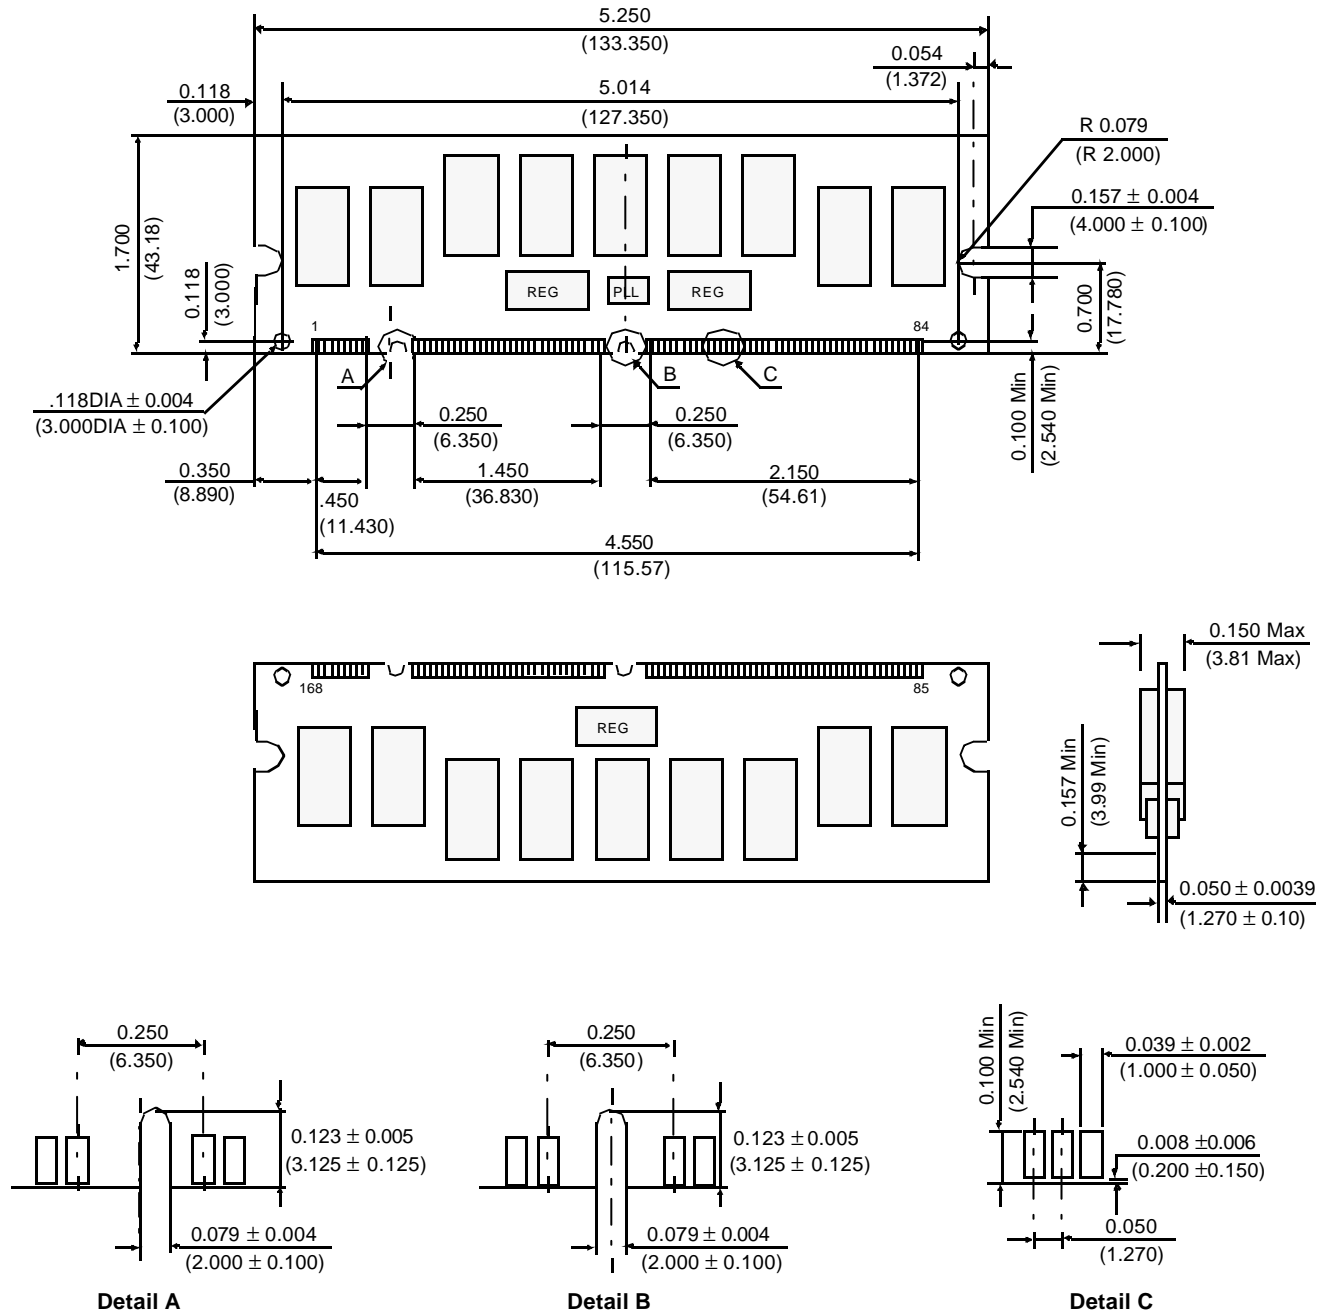 5.250
(133.350)
0.054
(1.372)
0.118
(3.000)
5.014
(127.350)
R 0.079
(R 2.000)
0.157 ± 0.004
(4.000 ± 0.100)
1.700
(43.18)
0.118
(3.000)
REG
PLL
REG
0.700
(17.780)
1
84
A
B
C
.118DIA ± 0.004
(3.000DIA ± 0.100)
0.250
(6.350)
0.250
(6.350)
0.100 Min
(2.540 Min)
0.350
(8.890)
.450
(11.430)
1.450
(36.830)
2.150
(54.61)
4.550
(115.57)
168
85
REG
0.150 Max
(3.81 Max)
0.157 Min
(3.99 Min)
0.050 ± 0.0039
(1.270 ± 0.10)
0.250
(6.350)
0.123 ± 0.005
(3.125 ± 0.125)
0.079 ± 0.004
(2.000 ± 0.100)
Detail A
0.250
(6.350)
0.123 ± 0.005
(3.125 ± 0.125)
0.079 ± 0.004
(2.000 ± 0.100)
Detail B
0.100 Min
(2.540 Min)
0.039 ± 0.002
(1.000 ± 0.050)
0.008 ±0.006
(0.200 ±0.150)
0.050
(1.270)
Detail C